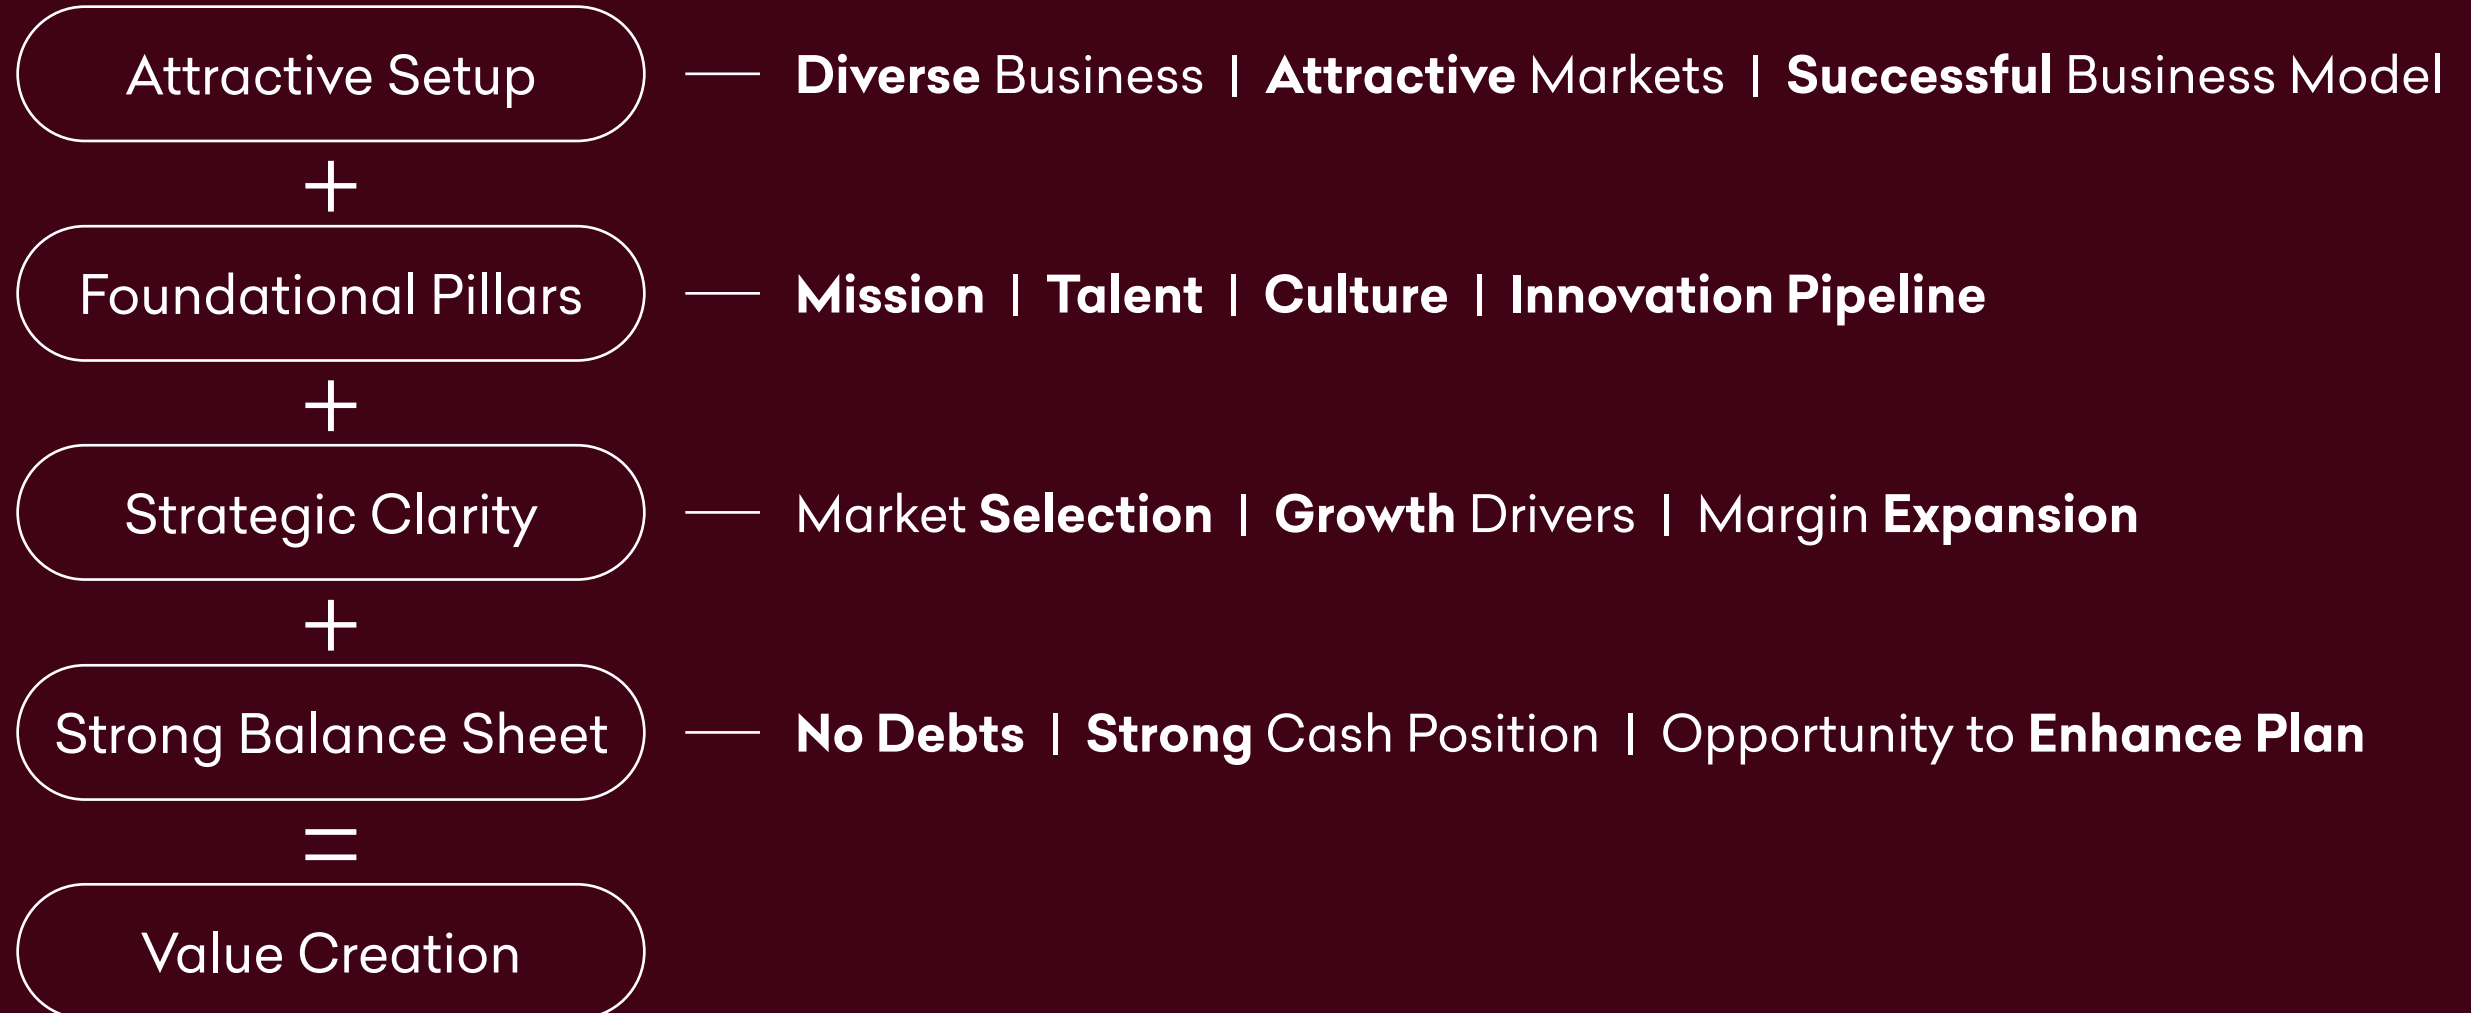 Attractive Setup — Diverse Business | Attractive Markets | Successful Business Model
+
Foundational Pillars — Mission | Talent | Culture | Innovation Pipeline
+
Strategic Clarity — Market Selection | Growth Drivers | Margin Expansion
+
Strong Balance Sheet — No Debts | Strong Cash Position | Opportunity to Enhance Plan
=
Value Creation